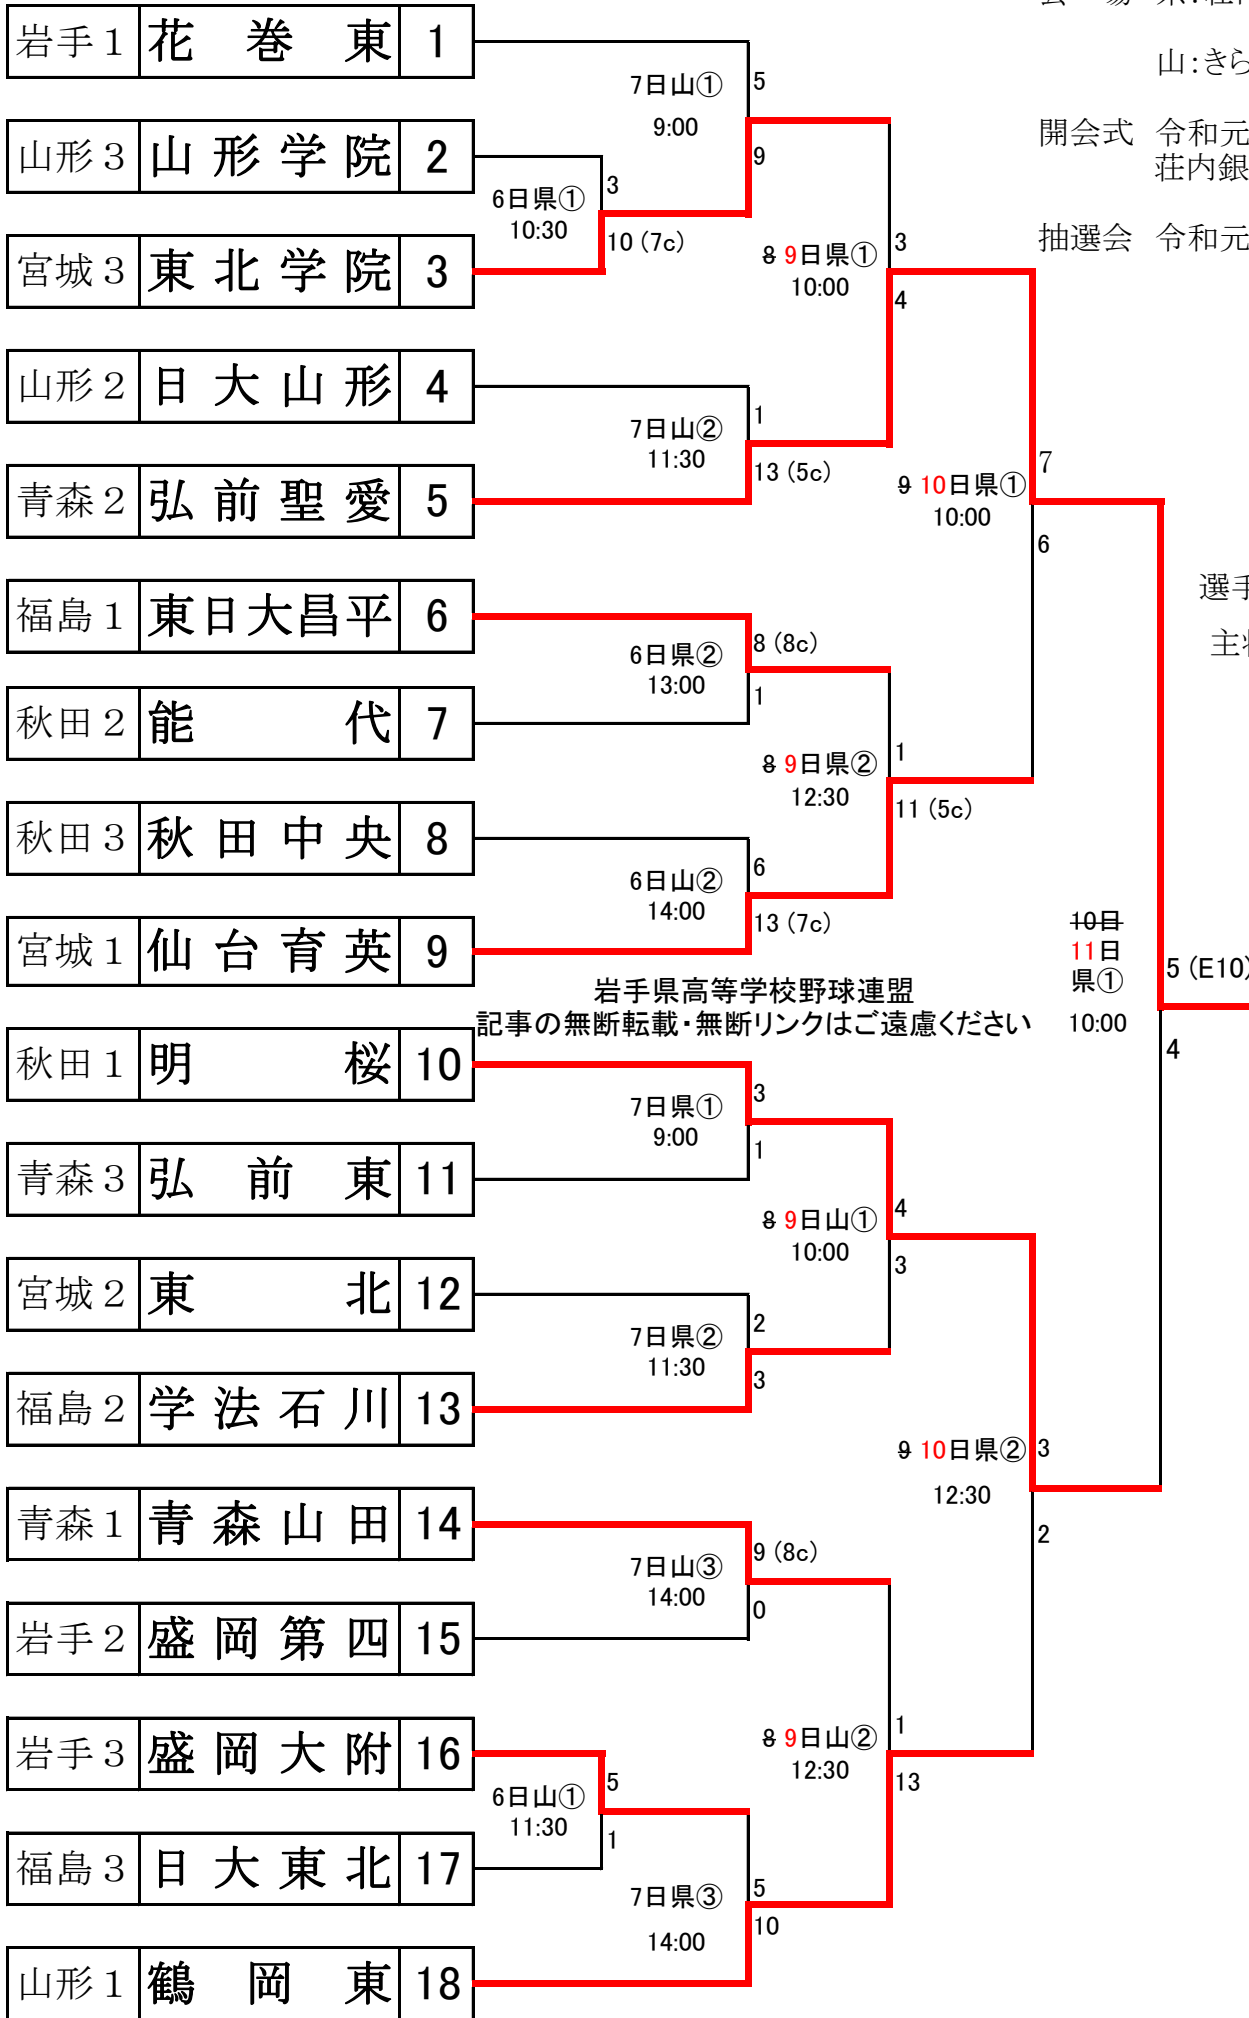 会 場 県:荘内
山:きら
開会式 令和元
荘内銀
抽選会 令和元
岩手1 花巻東 1
山形3 山形学院 2
宮城3 東北学院 3
山形2 日大山形 4
青森2 弘前聖愛 5
福島1 東日大昌平 6
秋田2 能代 7
秋田3 秋田中央 8
宮城1 仙台育英 9
秋田1 明桜 10
青森3 弘前東 11
宮城2 東北 12
福島2 学法石川 13
青森1 青森山田 14
岩手2 盛岡第四 15
岩手3 盛岡大附 16
福島3 日大東北 17
山形1 鶴岡東 18
6日県①
10:30
3
10 (7c)
7日山①
9:00
5
9
7日山②
11:30
1
13 (5c)
8 9日県①
10:00
3
4
6日県②
13:00
8 (8c)
1
6日山②
14:00
6
13 (7c)
8 9日県②
12:30
1
11 (5c)
9 10日県①
10:00
7
6
選手
主将
岩手県高等学校野球連盟
記事の無断転載・無断リンクはご遠慮ください
10日
11日
県①
10:00
5 (E10)
4
7日県①
9:00
3
1
7日県②
11:30
2
3
8 9日山①
10:00
4
3
7日山③
14:00
9 (8c)
0
6日山①
11:30
5
1
7日県③
14:00
5
10
8 9日山②
12:30
1
13
9 10日県②
12:30
3
2